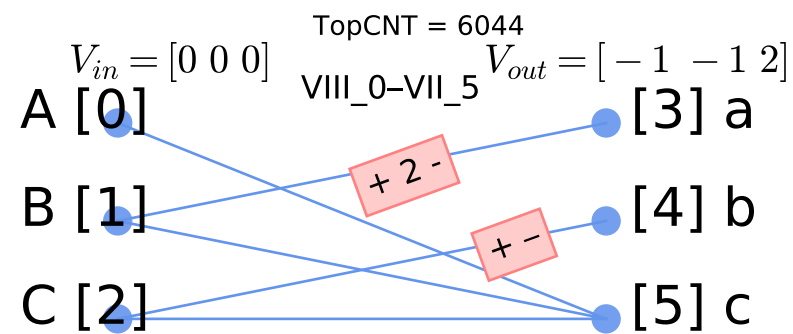 TopCNT = 6044
V_in = [0 0 0]
V_out = [ − 1 − 1 2]
VIII_0–VII_5
A [0]
[3] a
+ 2 -
B [1]
[4] b
+ −
C [2]
[5] c